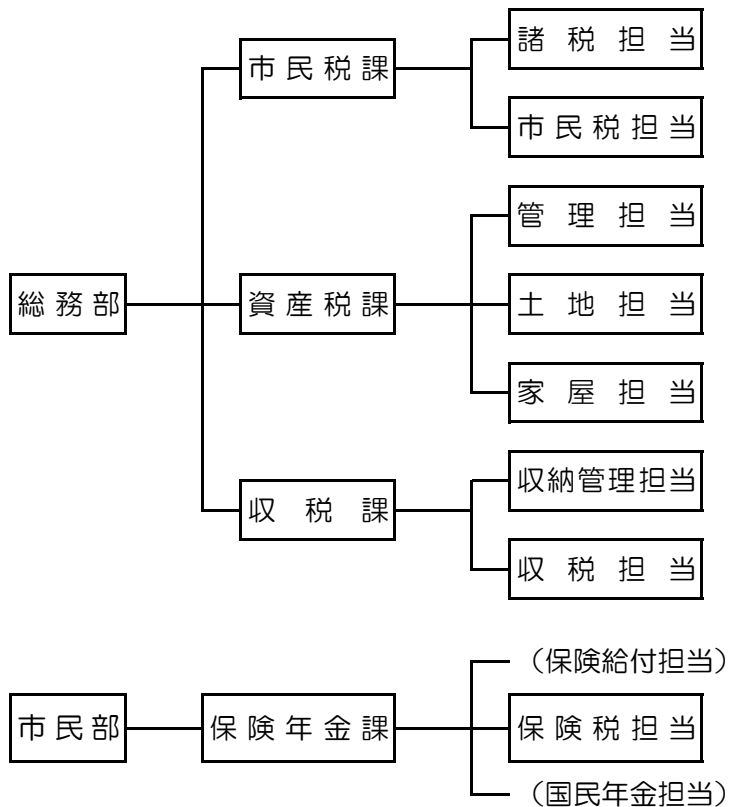 総務部
市民税課
諸税担当
市民税担当
資産税課
管理担当
土地担当
家屋担当
収税課
収納管理担当
収税担当
市民部
保険年金課
（保険給付担当）
保険税担当
（国民年金担当）